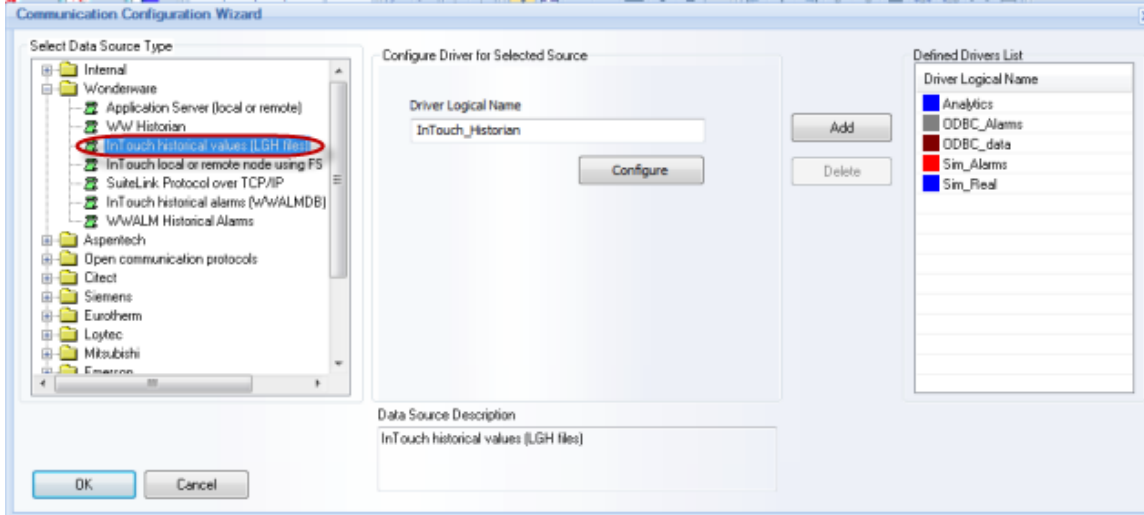 Communication Configuration Wizard
Select Data Source Type
Internal
Wonderware
Application Server (local or remote)
WW Historian
InTouch historical values (LGH files)
InTouch local or remote node using FS
SuiteLink Protocol over TCP/IP
InTouch historical alarms (WWALMDB)
WWALM Historical Alarms
Aspentech
Open communication protocols
Citect
Siemens
Eurotherm
Loytec
Mitsubishi
Emerson
OK
Cancel
Configure Driver for Selected Source
Driver Logical Name
InTouch_Historian
Configure
Data Source Description
InTouch historical values (LGH files)
Add
Delete
Defined Drivers List
Driver Logical Name
Analytics
ODBC_Alarms
ODBC_data
Sim_Alarms
Sim_Real